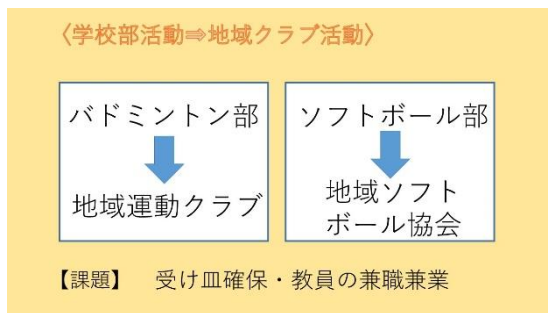 〈学校部活動⇒地域クラブ活動〉
バドミントン部
地域運動クラブ
ソフトボール部
地域ソフト
ボール協会
【課題】　受け皿確保・教員の兼職兼業